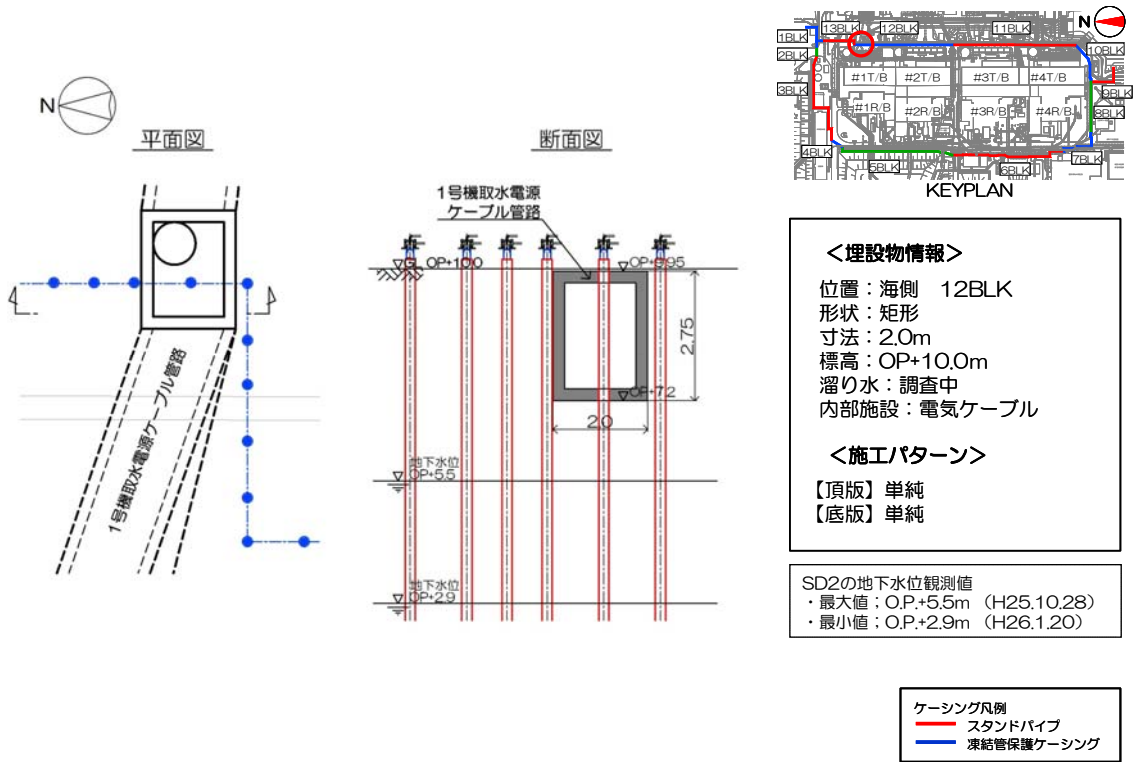 N
平面図
1号機取水電源ケーブル管路
断面図
1号機取水電源
ケーブル管路
GL OP+10.0
OP+9.95
2.75
OP+7.2
2.0
地下水位
OP+5.5
地下水位
OP+2.9
N
13BLK
12BLK
11BLK
1BLK
2BLK
10BLK
3BLK
#1T/B
#2T/B
#3T/B
#4T/B
9BLK
#1R/B
#2R/B
#3R/B
#4R/B
8BLK
4BLK
5BLK
6BLK
7BLK
KEYPLAN
＜埋設物情報＞
位置：海側 12BLK
形状：矩形
寸法：2.0m
標高：OP+10.0m
溜り水：調査中
内部施設：電気ケーブル
＜施工パターン＞
【頂版】単純
【底版】単純
SD2の地下水位観測値
・最大値；O.P.+5.5m （H25.10.28）
・最小値；O.P.+2.9m （H26.1.20）
ケーシング凡例
スタンドパイプ
凍結管保護ケーシング